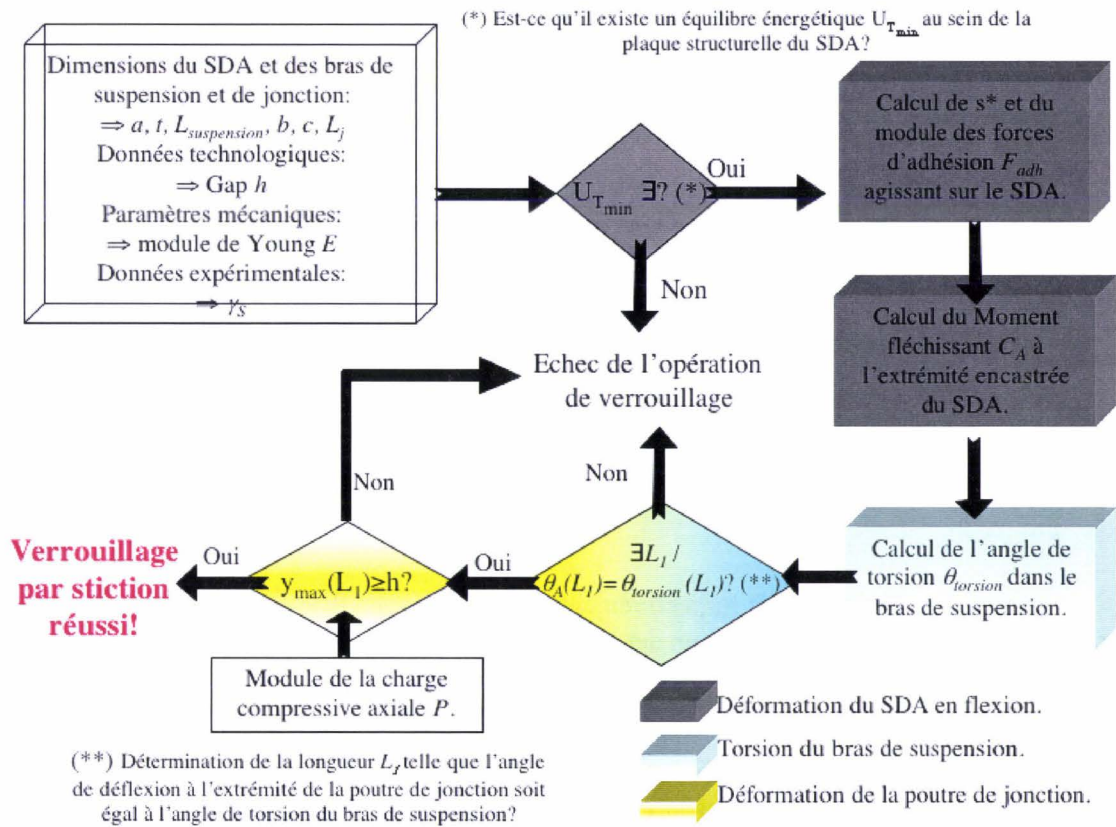 (*) Est-ce qu'il existe un équilibre énergétique U_Tmin au sein de la
plaque structurelle du SDA?
Dimensions du SDA et des bras de
suspension et de jonction:
⇒ a, t, L_suspension, b, c, L_j
Données technologiques:
⇒ Gap h
Paramètres mécaniques:
⇒ module de Young E
Données expérimentales:
⇒ γ_S
U_Tmin ∃? (*)
Oui
Calcul de s* et du
module des forces
d'adhésion F_adh
agissant sur le SDA.
Non
Calcul du Moment
fléchissant C_A à
l'extrémité encastrée
du SDA.
Echec de l'opération
de verrouillage
Non
Non
Calcul de l'angle de
torsion θ_torsion dans le
bras de suspension.
∃L_1 /
θ_A(L_1)=θ_torsion(L_1)? (**)
Oui
y_max(L_1)≥h?
Oui
Verrouillage
par stiction
réussi!
Module de la charge
compressive axiale P.
Déformation du SDA en flexion.
Torsion du bras de suspension.
Déformation de la poutre de jonction.
(**) Détermination de la longueur L_1 telle que l'angle
de déflexion à l'extrémité de la poutre de jonction soit
égal à l'angle de torsion du bras de suspension?